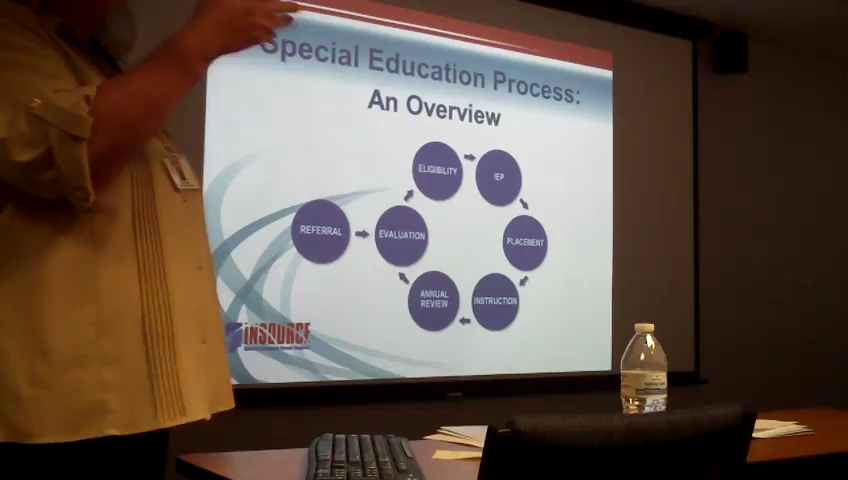 Special Education Process:
An Overview
ELIGIBILITY
IEP
REFERRAL
EVALUATION
PLACEMENT
ANNUAL
REVIEW
INSTRUCTION
INSOURCE